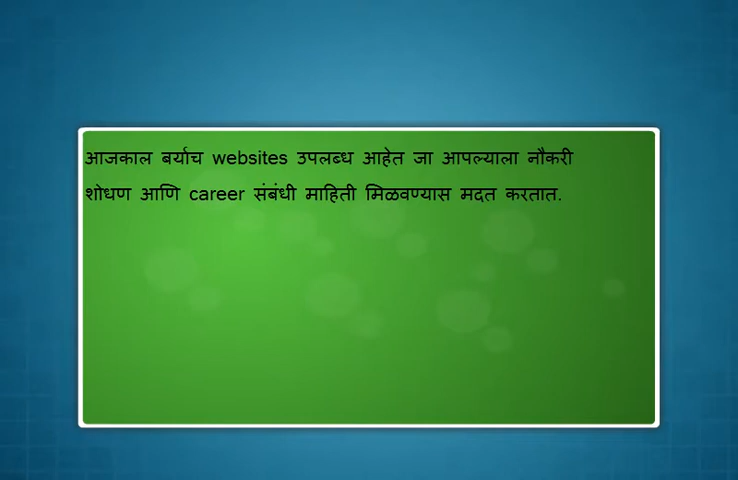 आजकाल बर्याच websites उपलब्ध आहेत जा आपल्याला नौकरी
शोधण आणि career संबंधी माहिती मिळवण्यास मदत करतात.